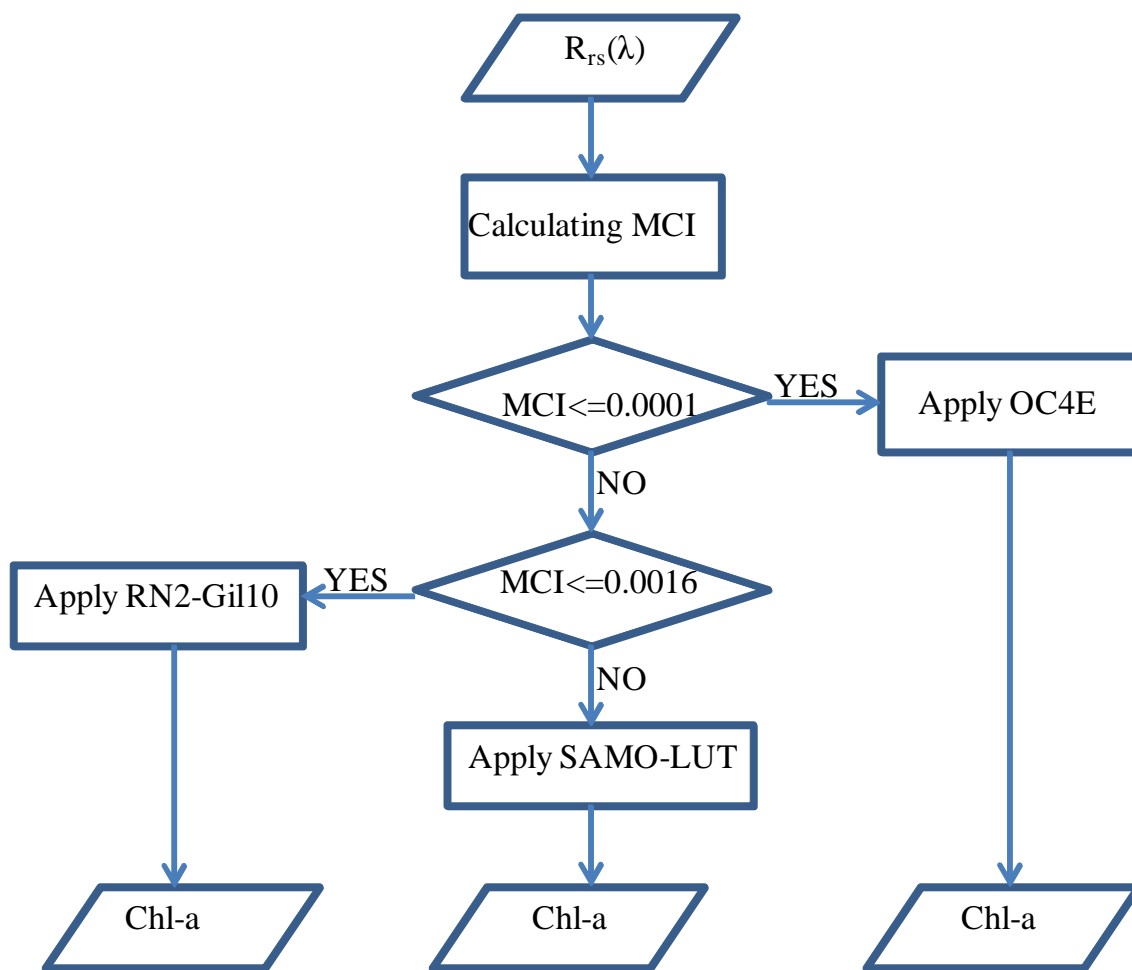 Rrs(λ)
Calculating MCI
MCI<=0.0001
YES
Apply OC4E
NO
MCI<=0.0016
YES
Apply RN2-Gil10
NO
Apply SAMO-LUT
Chl-a
Chl-a
Chl-a